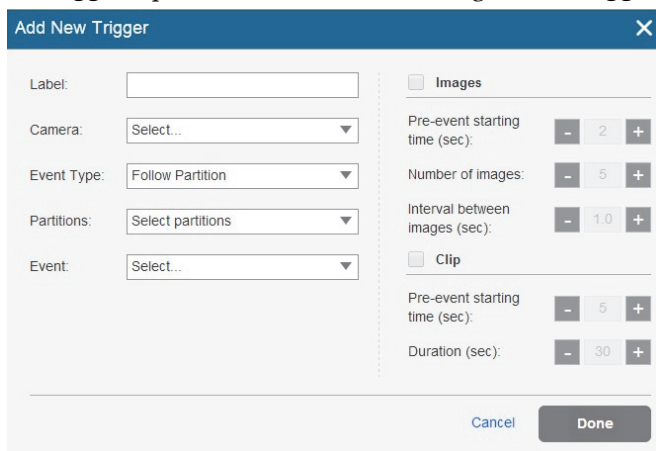 Add New Trigger
Label:
Camera: Select...
Event Type: Follow Partition
Partitions: Select partitions
Event: Select...
Images
Pre-event starting
time (sec): - 2 +
Number of images: - 5 +
Interval between
images (sec): - 1.0 +
Clip
Pre-event starting
time (sec): - 5 +
Duration (sec): - 30 +
Cancel Done